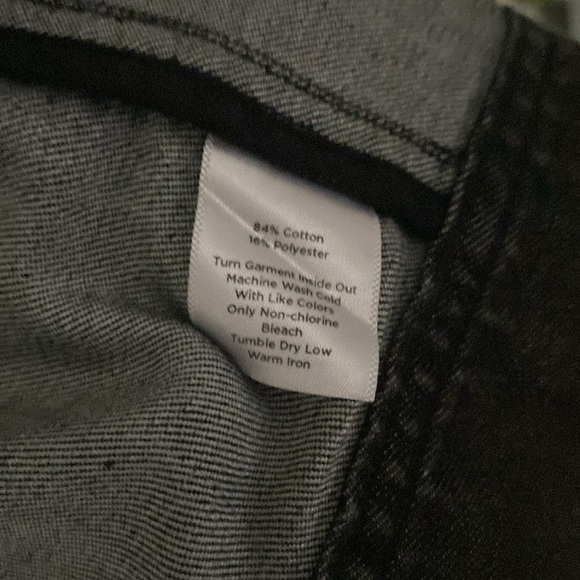 84% Cotton
16% Polyester
Turn Garment Inside Out
Machine Wash Cold
With Like Colors
Only Non-chlorine
Bleach
Tumble Dry Low
Warm Iron